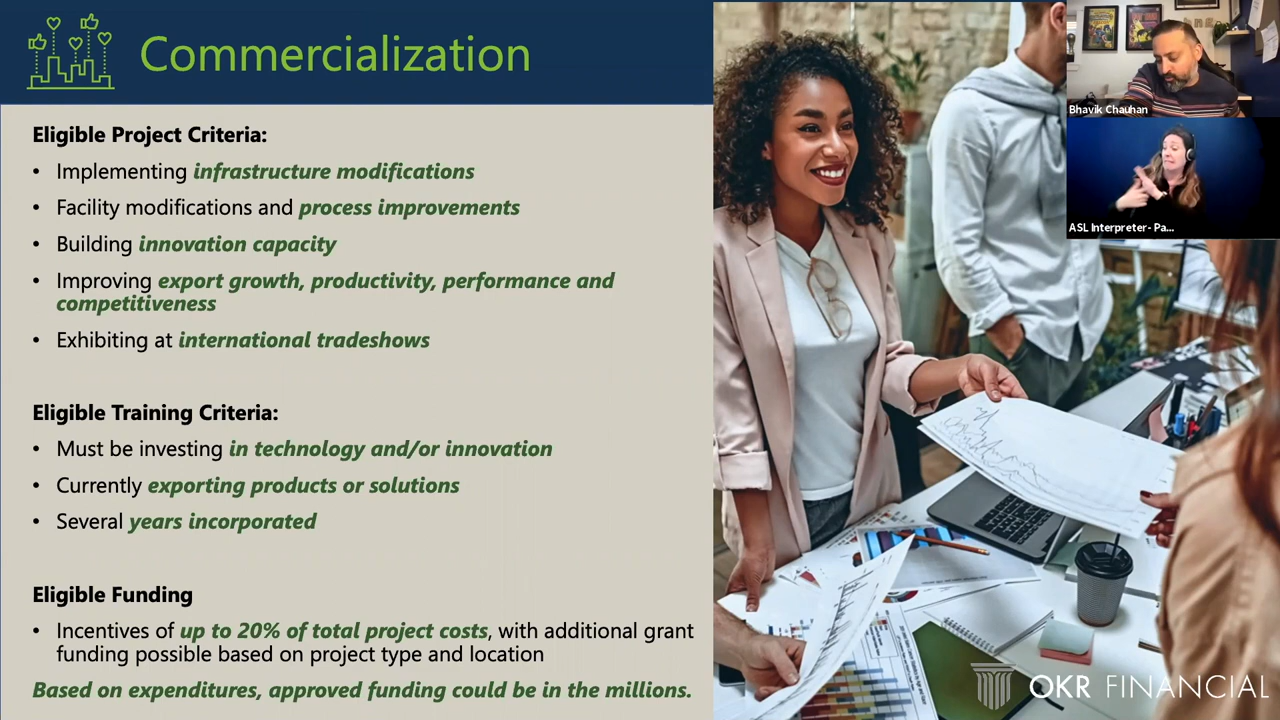 Commercialization
Eligible Project Criteria:
• Implementing infrastructure modifications
• Facility modifications and process improvements
• Building innovation capacity
• Improving export growth, productivity, performance and
competitiveness
• Exhibiting at international tradeshows
Eligible Training Criteria:
• Must be investing in technology and/or innovation
• Currently exporting products or solutions
• Several years incorporated
Eligible Funding
• Incentives of up to 20% of total project costs, with additional grant
funding possible based on project type and location
Based on expenditures, approved funding could be in the millions.
Bhavik Chauhan
ASL Interpreter- Pa...
OKR FINANCIAL